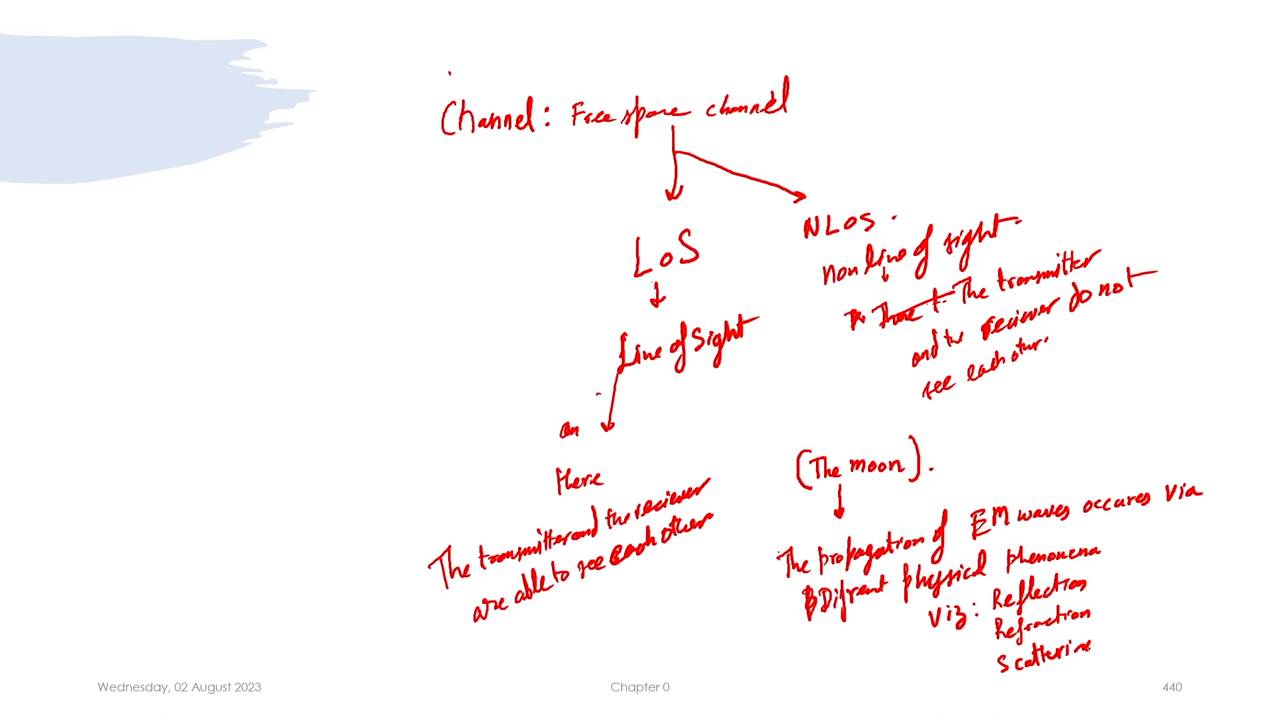 Channel: Free space channel
LoS
Line of Sight
an
Here
The transmitter and the reciever
are able to see each other
NLOS.
non line of sight.
The transmitter
and the reciever do not
see each other.
(The moon).
The propagation of EM waves occures via
Difrent physical phenomena
viz: Reflection
Refraction
Scattering
Wednesday, 02 August 2023
Chapter 0
440